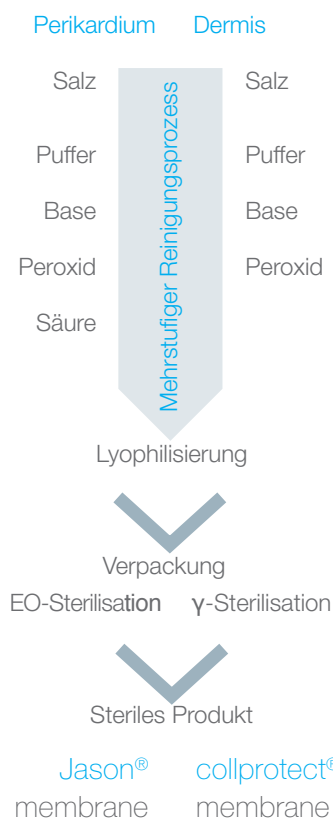 Perikardium Dermis
Salz Salz
Puffer Puffer
Base Base
Peroxid Peroxid
Säure
Mehrstufiger Reinigungsprozess
Lyophilisierung
Verpackung
EO-Sterilisation γ-Sterilisation
Steriles Produkt
Jason® collprotect®
membrane membrane